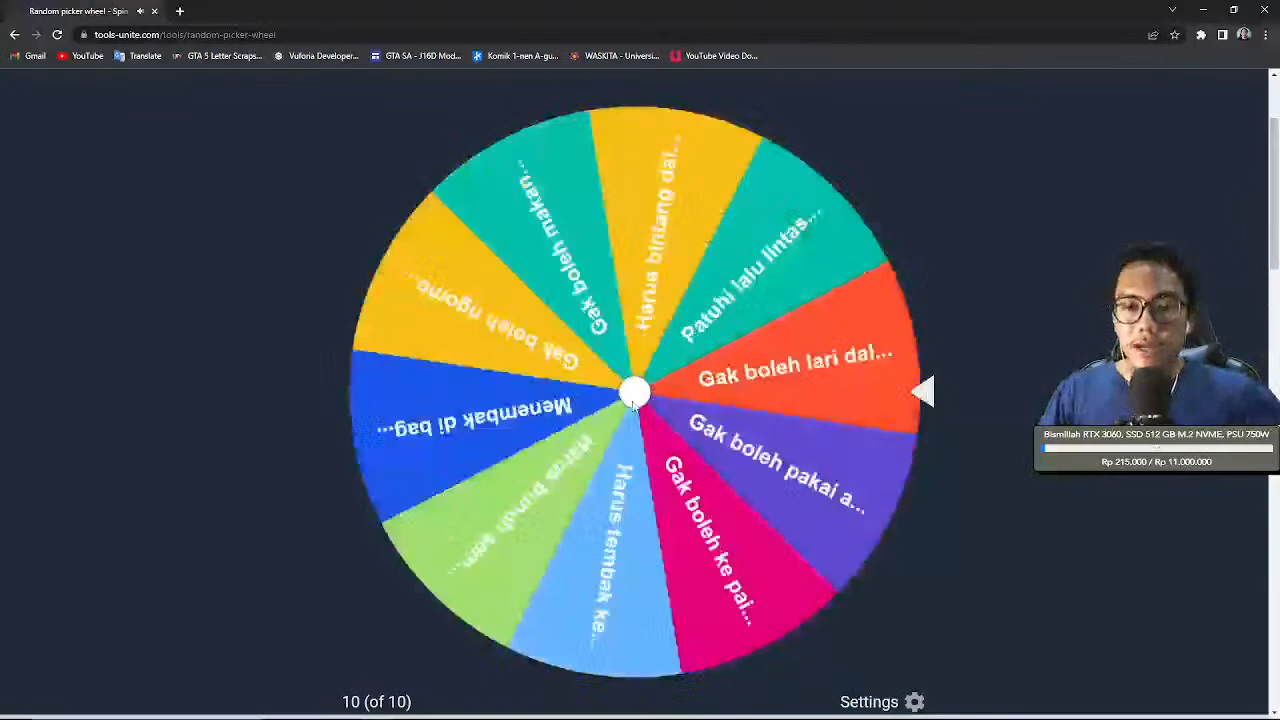 Random picker wheel - Spin
tools-unite.com/tools/random-picker-wheel
Gmail
YouTube
Translate
GTA 5 Letter Scraps...
Vuforia Developer...
GTA SA - J16D Mod...
Komik 1-nen A-gu...
WASKITA - Universi...
YouTube Video Do...
Harus bintang dal...
Patuhi lalu lintas...
Gak boleh lari dal...
Gak boleh pakai a...
Gak boleh ke pai...
Harus tembak ke...
Harus bunuh
Menembak di bag...
Gak boleh ngomo...
Gak boleh makan...
Bismillah RTX 3060, SSD 512 GB M.2 NVME, PSU 750W
Rp 215.000 / Rp 11.000.000
10 (of 10)
Settings